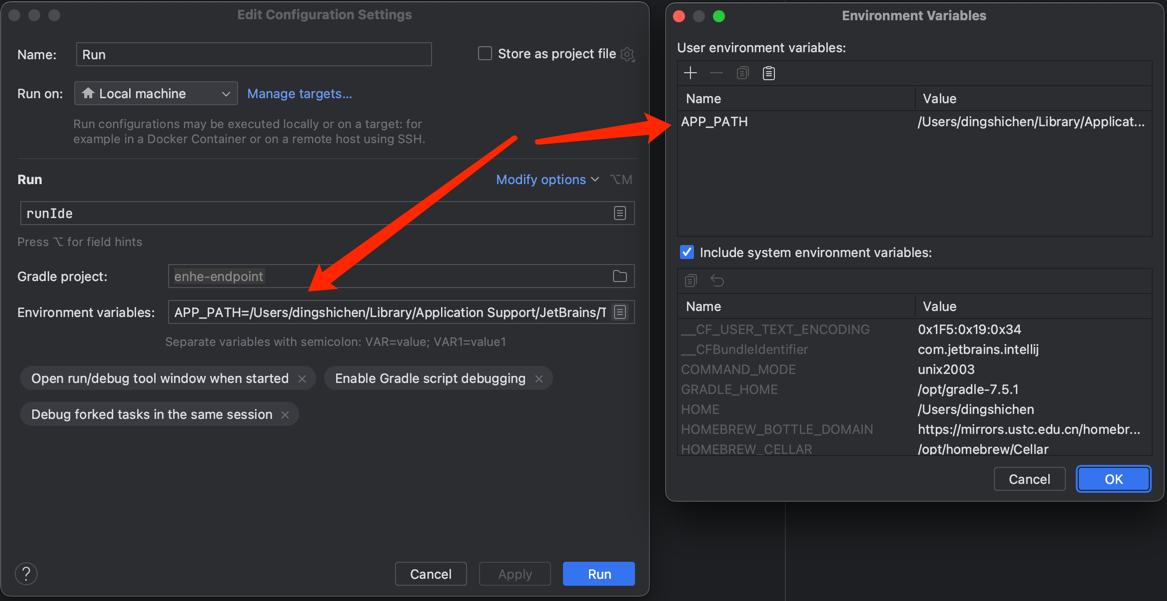 Edit Configuration Settings
Name: Run
Store as project file
Run on: Local machine Manage targets...
Run configurations may be executed locally or on a target: for
example in a Docker Container or on a remote host using SSH.
Run Modify options ⌥M
runIde
Press ⌥ for field hints
Gradle project: enhe-endpoint
Environment variables: APP_PATH=/Users/dingshichen/Library/Application Support/JetBrains/T
Separate variables with semicolon: VAR=value; VAR1=value1
Open run/debug tool window when started ×
Enable Gradle script debugging ×
Debug forked tasks in the same session ×
? Cancel Apply Run
Environment Variables
User environment variables:
Name Value
APP_PATH /Users/dingshichen/Library/Applicat...
Include system environment variables:
Name Value
__CF_USER_TEXT_ENCODING 0x1F5:0x19:0x34
__CFBundleIdentifier com.jetbrains.intellij
COMMAND_MODE unix2003
GRADLE_HOME /opt/gradle-7.5.1
HOME /Users/dingshichen
HOMEBREW_BOTTLE_DOMAIN https://mirrors.ustc.edu.cn/homebr...
HOMEBREW_CELLAR /opt/homebrew/Cellar
Cancel OK